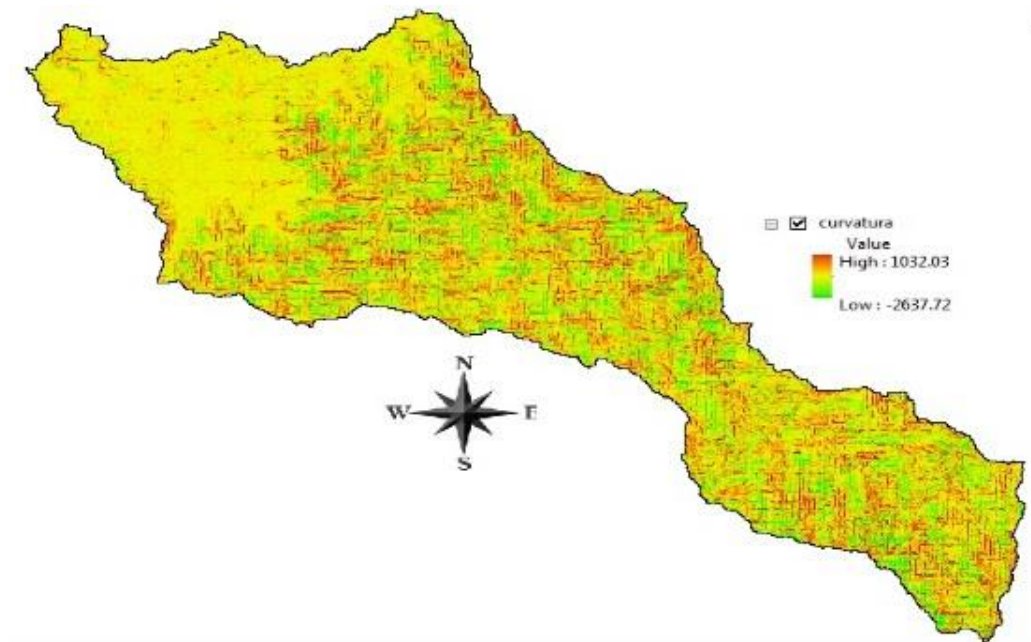 curvatura
Value
High : 1032.03
Low : -2637.72
N
W E
S